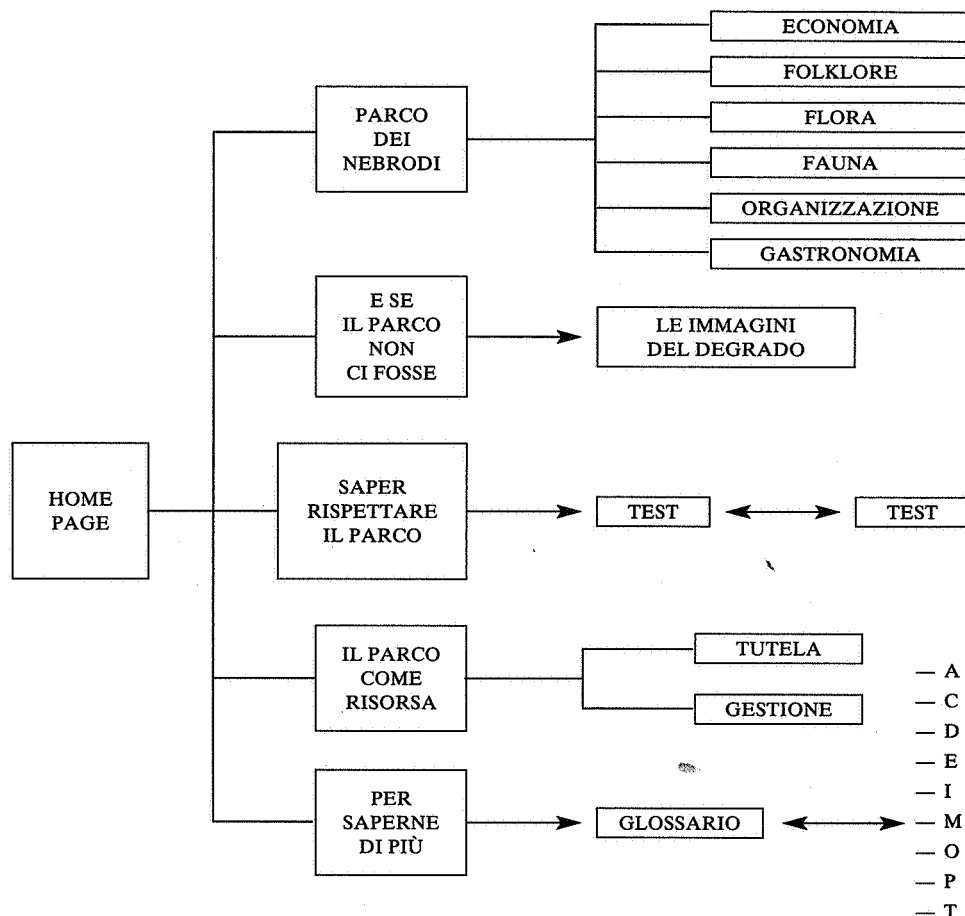 ECONOMIA
FOLKLORE
FLORA
FAUNA
ORGANIZZAZIONE
GASTRONOMIA
PARCO
DEI
NEBRODI
E SE
IL PARCO
NON
CI FOSSE
LE IMMAGINI
DEL DEGRADO
HOME
PAGE
SAPER
RISPETTARE
IL PARCO
TEST
TEST
IL PARCO
COME
RISORSA
TUTELA
GESTIONE
PER
SAPERNE
DI PIÙ
GLOSSARIO
— A
— C
— D
— E
— I
— M
— O
— P
— T